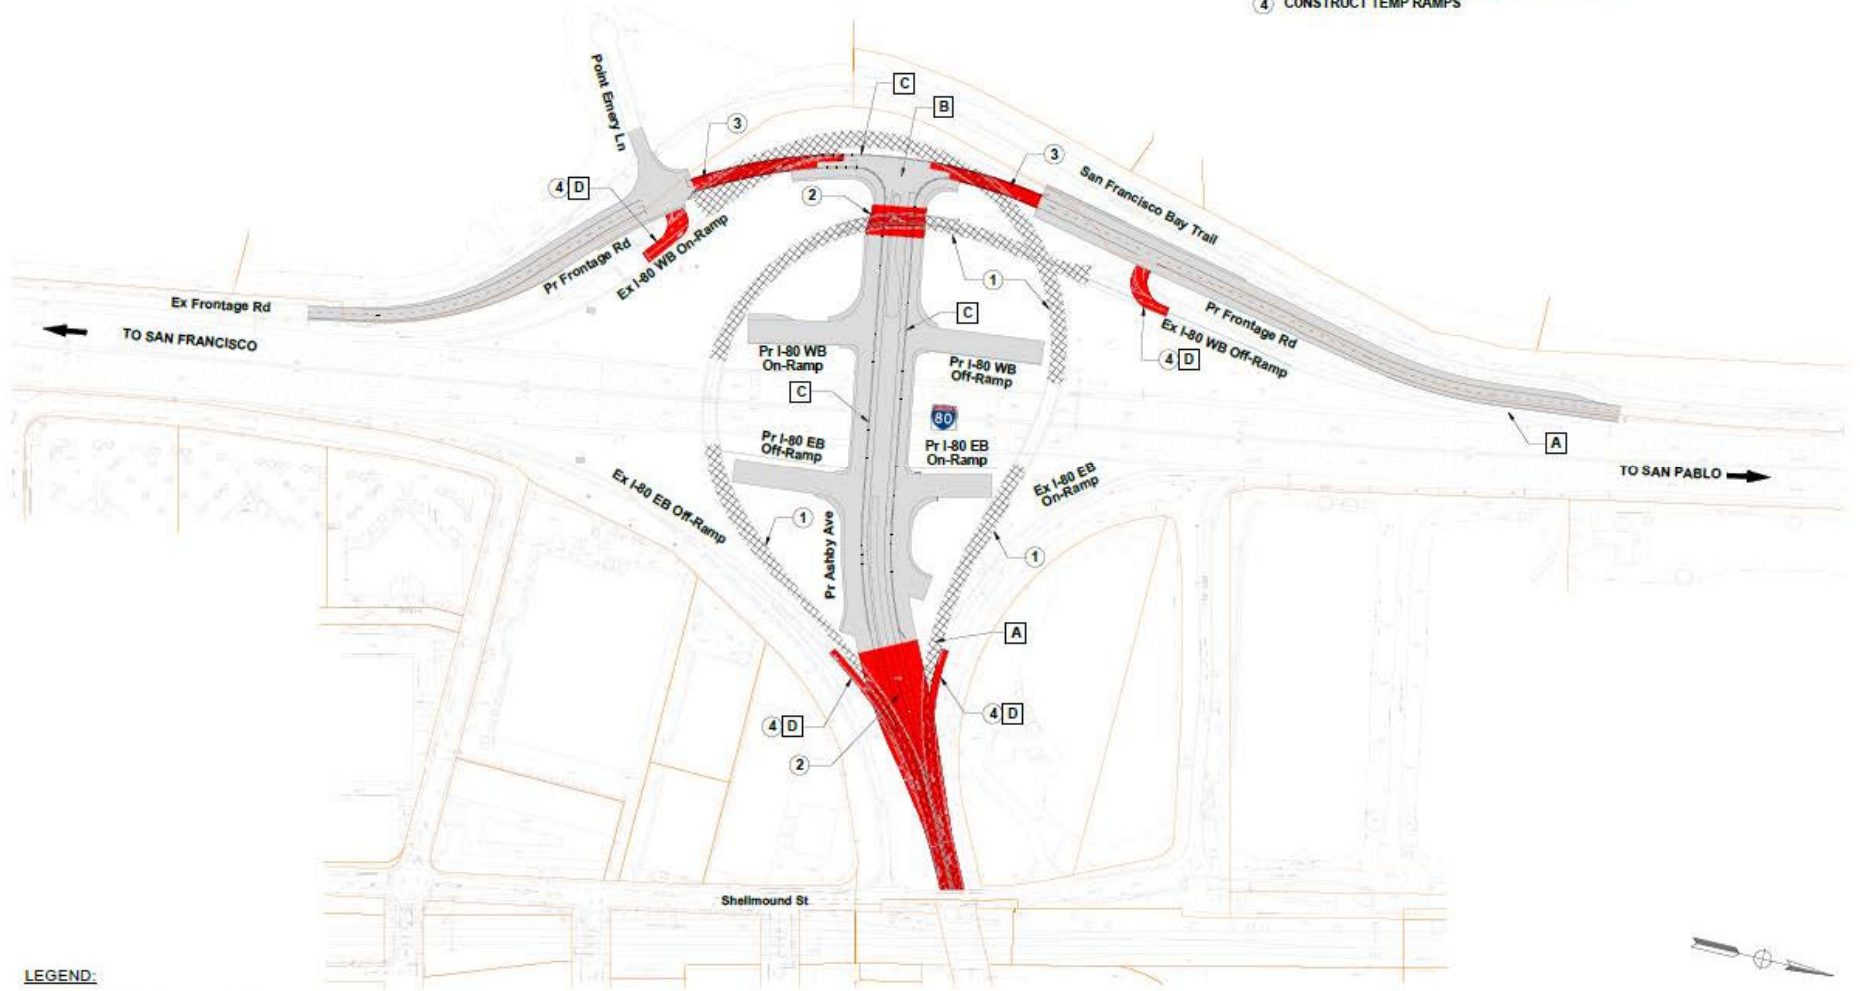 4 CONSTRUCT TEMP RAMPS
Point Emery Ln
C
B
3
3
4 D
2
San Francisco Bay Trail
Pr Frontage Rd
Ex I-80 WB On-Ramp
1
Ex Frontage Rd
TO SAN FRANCISCO
C
Pr Frontage Rd
Pr I-80 WB
On-Ramp
Pr I-80 WB
Off-Ramp
Ex I-80 WB Off-Ramp
4 D
C
80
A
Pr I-80 EB
Off-Ramp
Pr I-80 EB
On-Ramp
Ex I-80 EB
On-Ramp
TO SAN PABLO
Ex I-80 EB Off-Ramp
1
Pr Ashby Ave
1
A
4 D
4 D
2
Shellmound St
LEGEND: